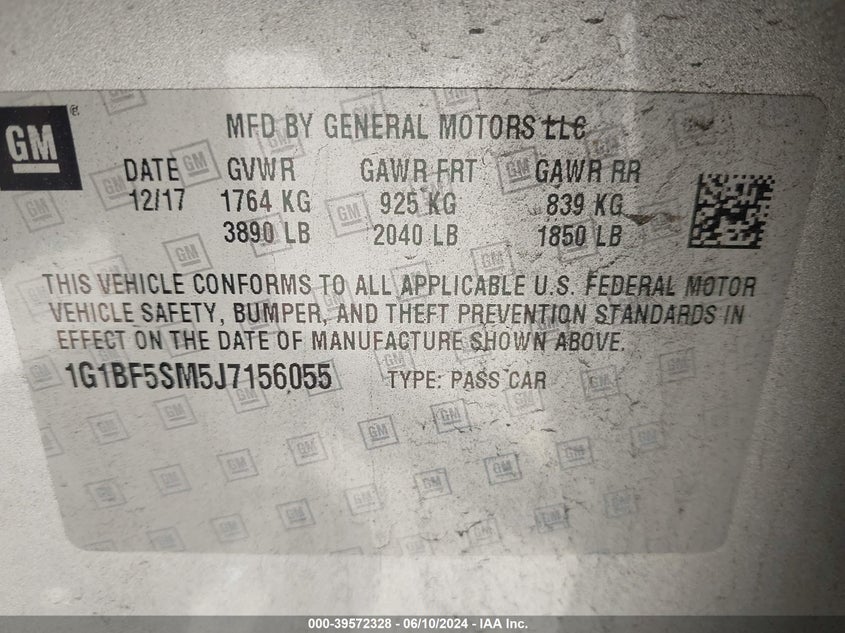 GM ®
MFD BY GENERAL MOTORS LLC
DATE GVWR GAWR FRT GAWR RR
12/17 1764 KG 925 KG 839 KG
3890 LB 2040 LB 1850 LB
THIS VEHICLE CONFORMS TO ALL APPLICABLE U.S. FEDERAL MOTOR
VEHICLE SAFETY, BUMPER, AND THEFT PREVENTION STANDARDS IN
EFFECT ON THE DATE OF MANUFACTURE SHOWN ABOVE.
1G1BF5SM5J7156055 TYPE: PASS CAR
000-39572328 - 06/10/2024 - IAA Inc.